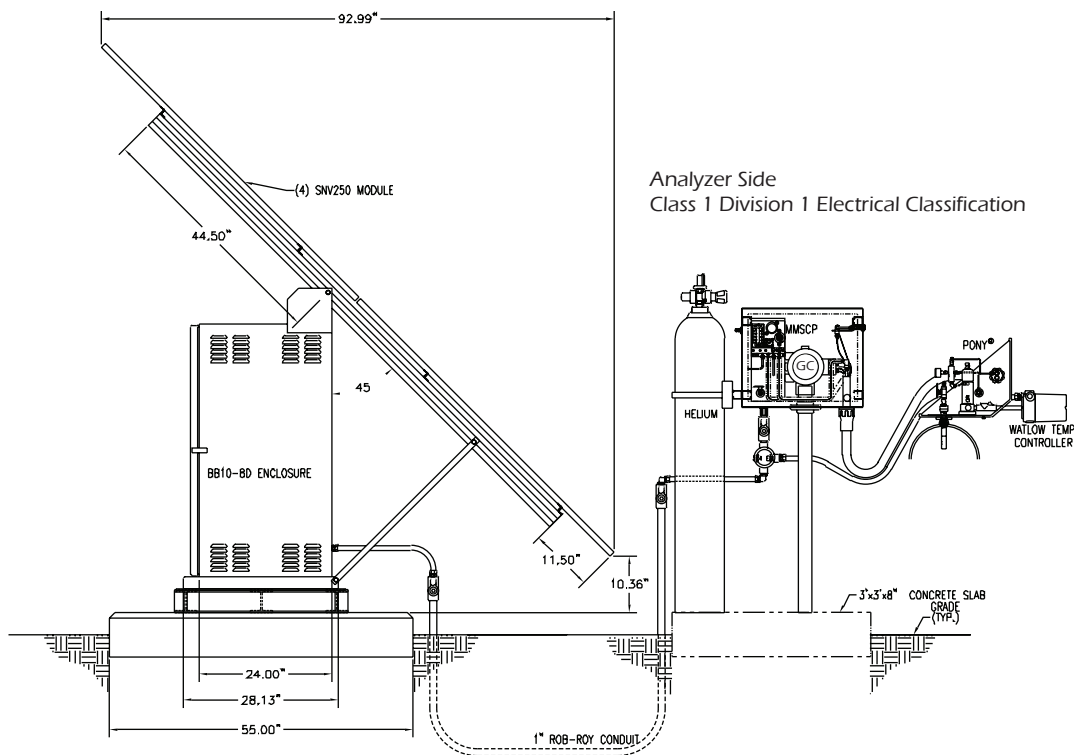 92.99"
(4) SNV250 MODULE
44.50"
Analyzer Side
Class 1 Division 1 Electrical Classification
MMSCP
GC
PONY®
45
HELIUM
WATLOW TEMP
CONTROLLER
BB10-8D ENCLOSURE
11.50"
10.36"
3'x3'x8" CONCRETE SLAB
GRADE
(TYP.)
24.00"
28.13"
55.00"
1" ROB-ROY CONDUIT